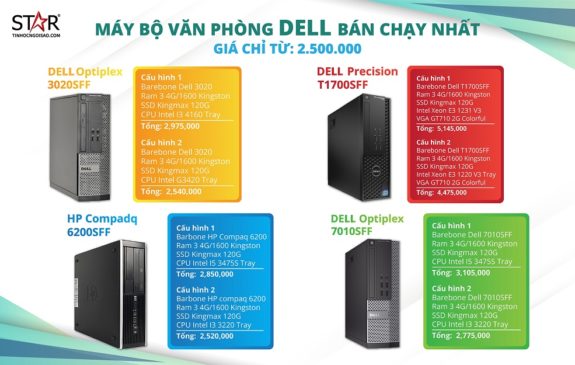 STAR
TINHOCNGOISAO.COM
MÁY BỘ VĂN PHÒNG DELL BÁN CHẠY NHẤT
GIÁ CHỈ TỪ: 2.500.000
DELL Optiplex
3020SFF
Cấu hình 1
Barebone Dell 3020
Ram 3 4G/1600 Kingston
SSD Kingmax 120G
CPU Intel I3 4160 Tray
Tổng: 2,975,000
Cấu hình 2
Barebone Dell 3020
Ram 3 4G/1600 Kingston
SSD Kingmax 120G
CPU Intel G3420 Tray
Tổng: 2,540,000
DELL Precision
T1700SFF
Cấu hình 1
Barebone Dell T1700SFF
Ram 3 4G/1600 Kingston
SSD Kingmax 120G
Intel Xeon E3 1231 V3
VGA GT710 2G Colorful
Tổng: 5,145,000
Cấu hình 2
Barebone Dell T1700SFF
Ram 3 4G/1600 Kingston
SSD Kingmax 120G
Intel Xeon E3 1220 V3 Tray
VGA GT710 2G Colorful
Tổng: 4,475,000
HP Compadq
6200SFF
Cấu hình 1
Barbone HP Compaq 6200
Ram 3 4G/1600 Kingston
SSD Kingmax 120G
CPU Intel I5 3475S Tray
Tổng: 2,850,000
Cấu hình 2
Barbone HP compaq 6200
Ram 3 4G/1600 Kingston
SSD Kingmax 120G
CPU Intel I3 3220 Tray
Tổng: 2,520,000
DELL Optiplex
7010SFF
Cấu hình 1
Barebone Dell 7010SFF
Ram 3 4G/1600 Kingston
SSD Kingmax 120G
CPU Intel I5 3475S Tray
Tổng: 3,105,000
Cấu hình 2
Barebone Dell 7010SFF
Ram 3 4G/1600 Kingston
SSD Kingmax 120G
CPU Intel I3 3220 Tray
Tổng: 2,775,000